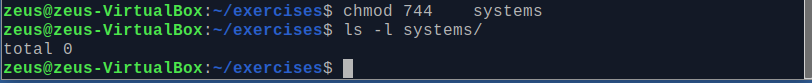 zeus@zeus-VirtualBox:~/exercises$ chmod 744    systems
zeus@zeus-VirtualBox:~/exercises$ ls -l systems/
total 0
zeus@zeus-VirtualBox:~/exercises$